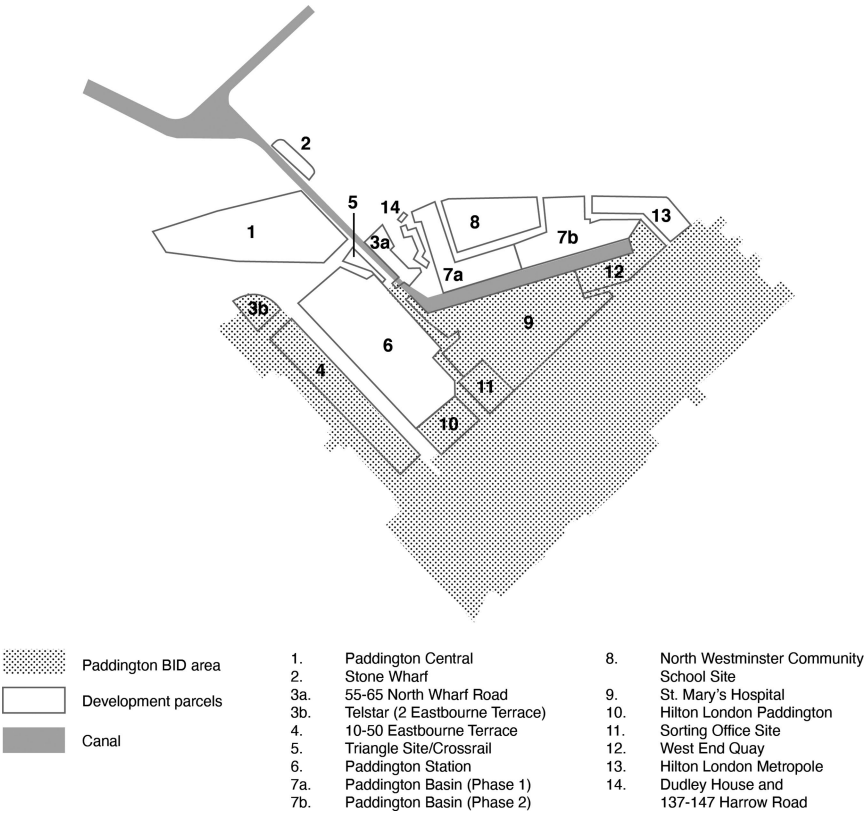 2
5
14
1
3a
8
13
7b
7a
12
3b
9
6
4
11
10
Paddington BID area
Development parcels
Canal
1. Paddington Central
2. Stone Wharf
3a. 55-65 North Wharf Road
3b. Telstar (2 Eastbourne Terrace)
4. 10-50 Eastbourne Terrace
5. Triangle Site/Crossrail
6. Paddington Station
7a. Paddington Basin (Phase 1)
7b. Paddington Basin (Phase 2)
8. North Westminster Community
School Site
9. St. Mary's Hospital
10. Hilton London Paddington
11. Sorting Office Site
12. West End Quay
13. Hilton London Metropole
14. Dudley House and
137-147 Harrow Road